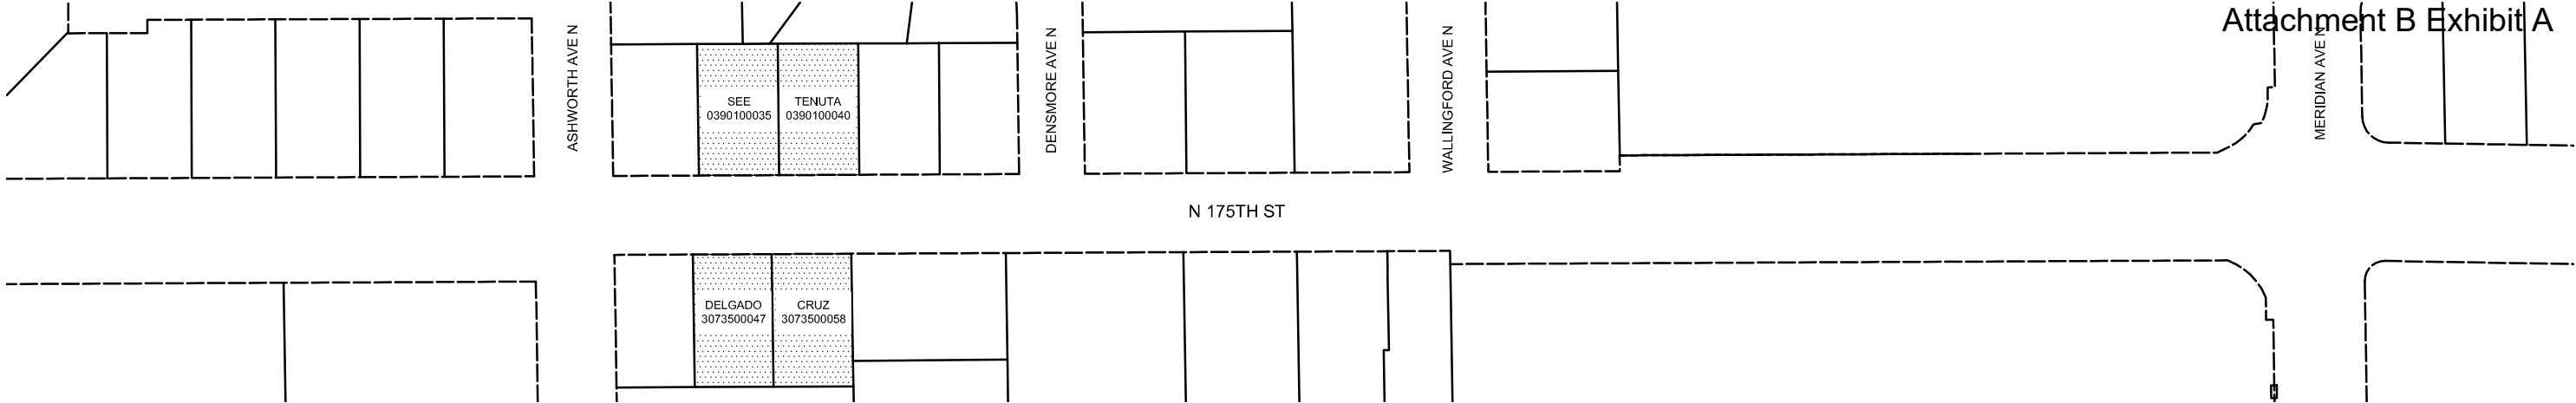 Attachment B Exhibit A
ASHWORTH AVE N
DENSMORE AVE N
WALLINGFORD AVE N
MERIDIAN AVE N
SEE
0390100035
TENUTA
0390100040
N 175TH ST
DELGADO
3073500047
CRUZ
3073500058